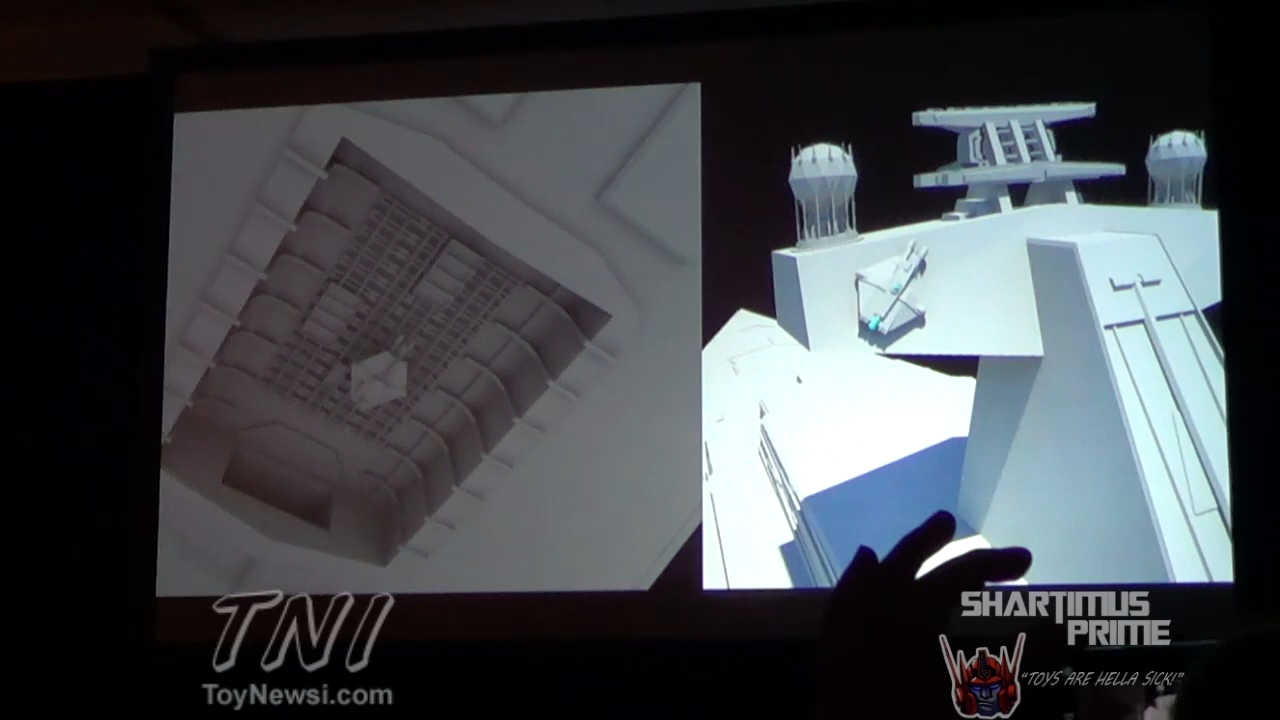 TNI
ToyNewsi.com
SHARTIMUS
PRIME
"TOYS ARE HELLA SICK!"